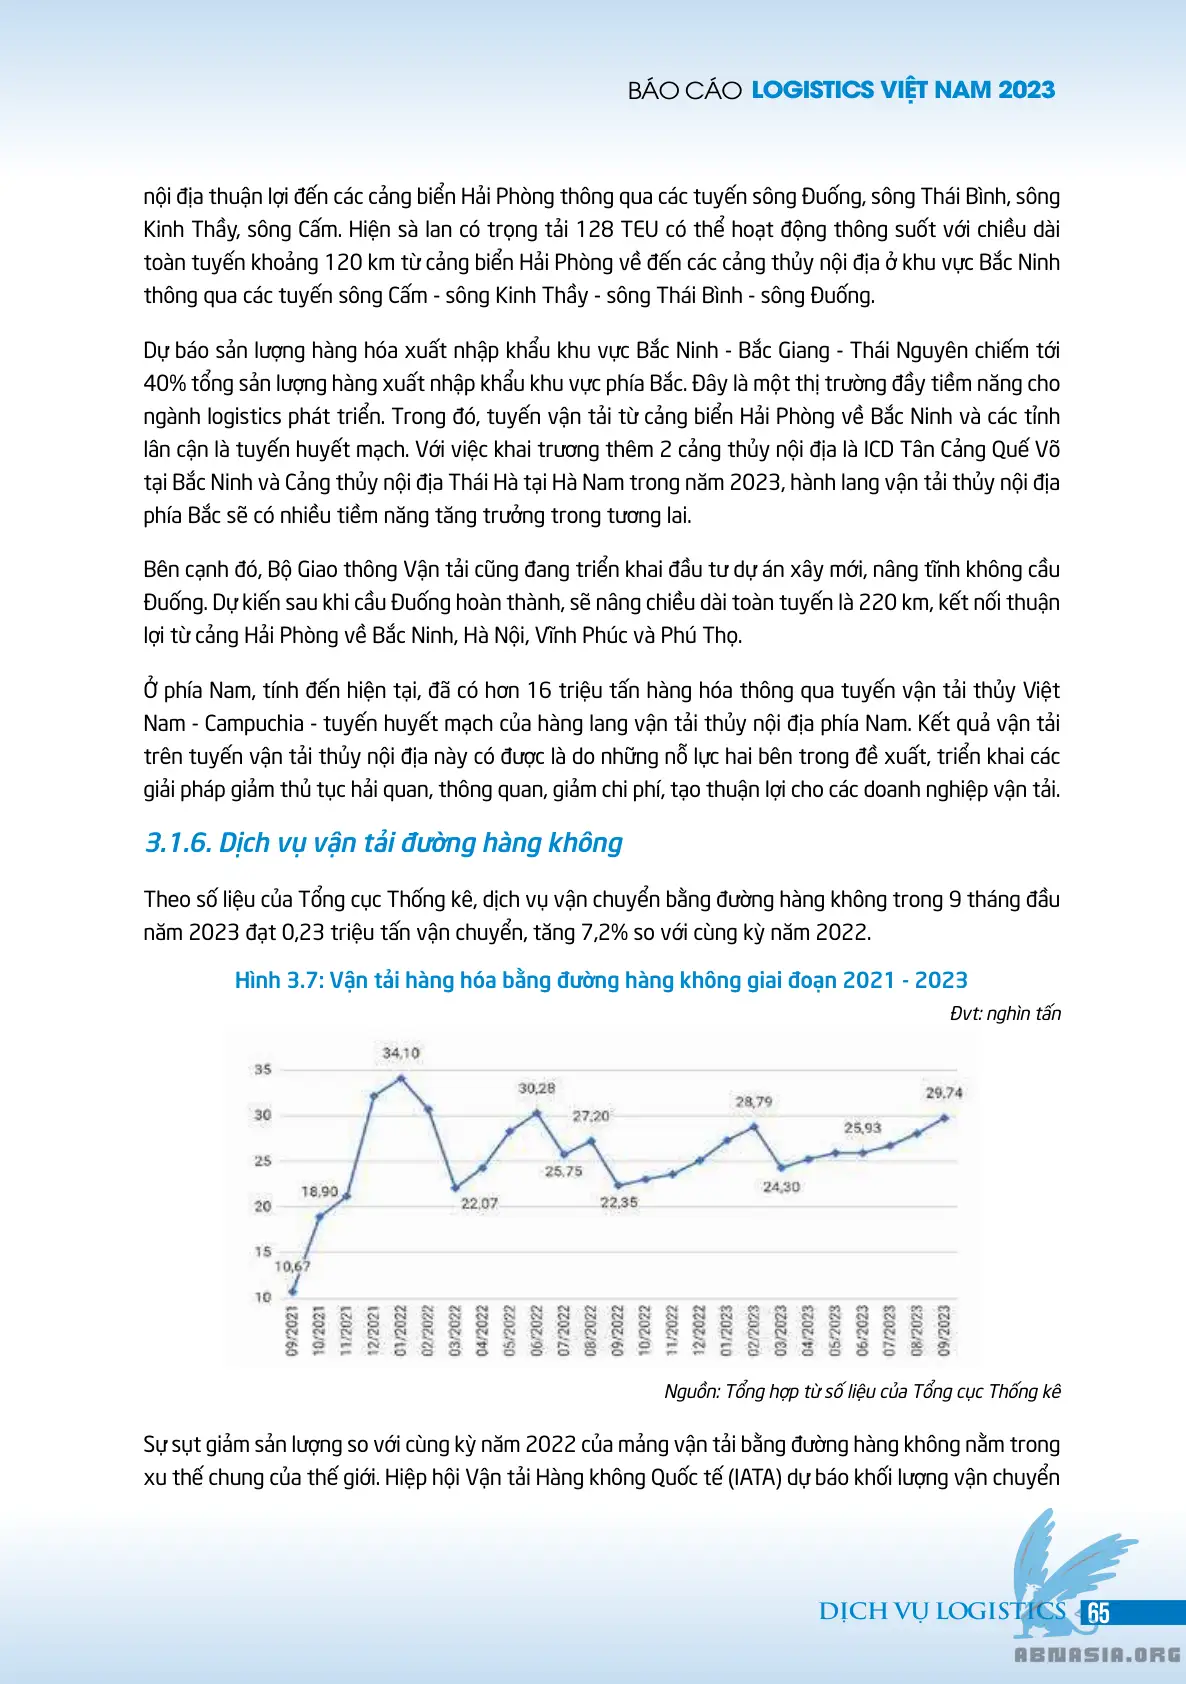 BÁO CÁO LOGISTICS VIỆT NAM 2023
nội địa thuận lợi đến các cảng biển Hải Phòng thông qua các tuyến sông Đuống, sông Thái Bình, sông
Kinh Thầy, sông Cấm. Hiện sà lan có trọng tải 128 TEU có thể hoạt động thông suốt với chiều dài
toàn tuyến khoảng 120 km từ cảng biển Hải Phòng về đến các cảng thủy nội địa ở khu vực Bắc Ninh
thông qua các tuyến sông Cấm - sông Kinh Thầy - sông Thái Bình - sông Đuống.
Dự báo sản lượng hàng hóa xuất nhập khẩu khu vực Bắc Ninh - Bắc Giang - Thái Nguyên chiếm tới
40% tổng sản lượng hàng xuất nhập khẩu khu vực phía Bắc. Đây là một thị trường đầy tiềm năng cho
ngành logistics phát triển. Trong đó, tuyến vận tải từ cảng biển Hải Phòng về Bắc Ninh và các tỉnh
lân cận là tuyến huyết mạch. Với việc khai trương thêm 2 cảng thủy nội địa là ICD Tân Cảng Quế Võ
tại Bắc Ninh và Cảng thủy nội địa Thái Hà tại Hà Nam trong năm 2023, hành lang vận tải thủy nội địa
phía Bắc sẽ có nhiều tiềm năng tăng trưởng trong tương lai.
Bên cạnh đó, Bộ Giao thông Vận tải cũng đang triển khai đầu tư dự án xây mới, nâng tĩnh không cầu
Đuống. Dự kiến sau khi cầu Đuống hoàn thành, sẽ nâng chiều dài toàn tuyến là 220 km, kết nối thuận
lợi từ cảng Hải Phòng về Bắc Ninh, Hà Nội, Vĩnh Phúc và Phú Thọ.
Ở phía Nam, tính đến hiện tại, đã có hơn 16 triệu tấn hàng hóa thông qua tuyến vận tải thủy Việt
Nam - Campuchia - tuyến huyết mạch của hàng lang vận tải thủy nội địa phía Nam. Kết quả vận tải
trên tuyến vận tải thủy nội địa này có được là do những nỗ lực hai bên trong đề xuất, triển khai các
giải pháp giảm thủ tục hải quan, thông quan, giảm chi phí, tạo thuận lợi cho các doanh nghiệp vận tải.
3.1.6. Dịch vụ vận tải đường hàng không
Theo số liệu của Tổng cục Thống kê, dịch vụ vận chuyển bằng đường hàng không trong 9 tháng đầu
năm 2023 đạt 0,23 triệu tấn vận chuyển, tăng 7,2% so với cùng kỳ năm 2022.
Hình 3.7: Vận tải hàng hóa bằng đường hàng không giai đoạn 2021 - 2023
Đvt: nghìn tấn
34,10
35
30,28
29,74
28,79
30
27,20
25,93
25
25,75
24,30
18,90
22,07
22,35
20
15
10,67
10
09/2021 10/2021 11/2021 12/2021 01/2022 02/2022 03/2022 04/2022 05/2022 06/2022 07/2022 08/2022 09/2022 10/2022 11/2022 12/2022 01/2023 02/2023 03/2023 04/2023 05/2023 06/2023 07/2023 08/2023 09/2023
Nguồn: Tổng hợp từ số liệu của Tổng cục Thống kê
Sự sụt giảm sản lượng so với cùng kỳ năm 2022 của mảng vận tải bằng đường hàng không nằm trong
xu thế chung của thế giới. Hiệp hội Vận tải Hàng không Quốc tế (IATA) dự báo khối lượng vận chuyển
DỊCH VỤ LOGISTICS 65
ABMASIA.ORG